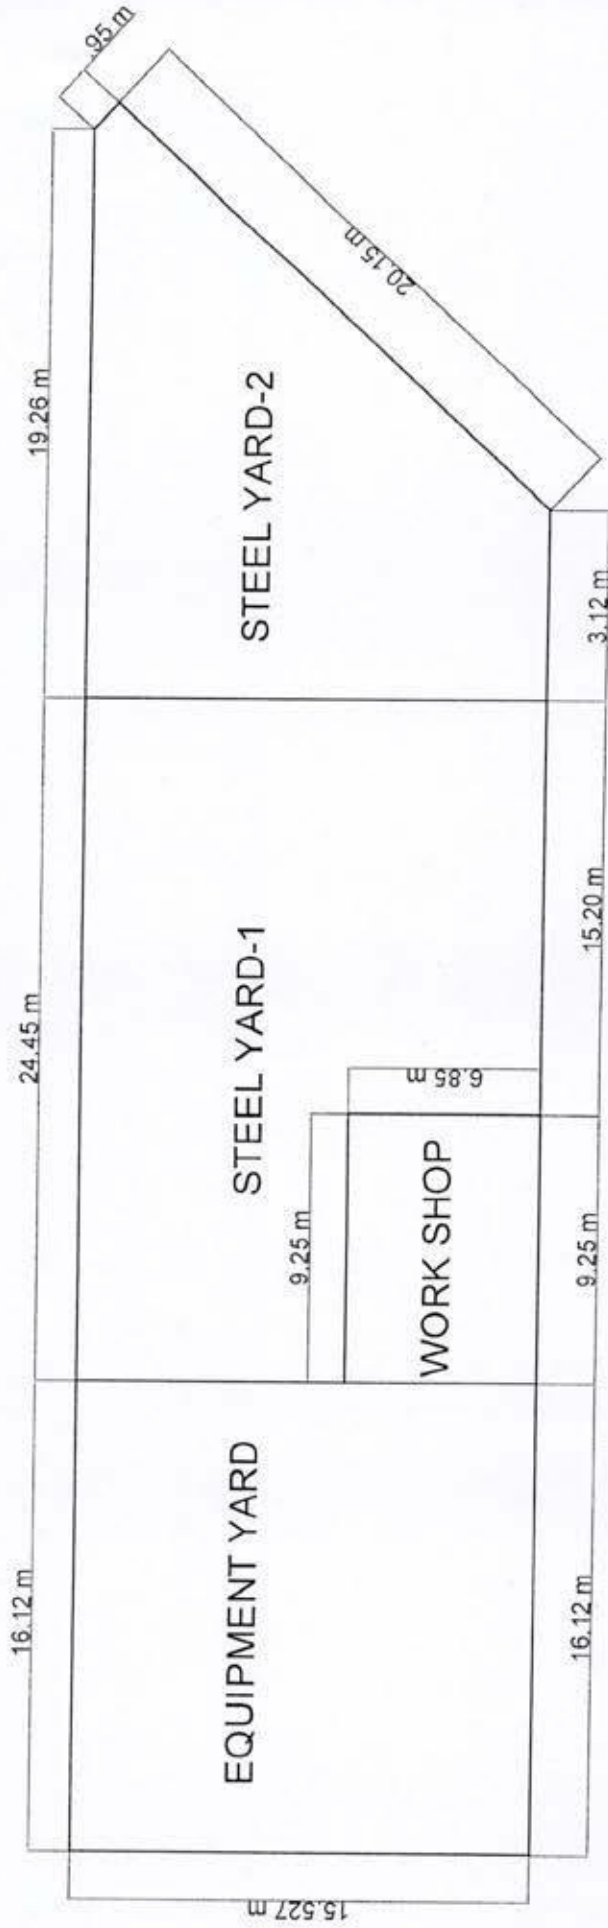 .95 m
19.26 m
20.15 m
STEEL YARD-2
3.12 m
24.45 m
STEEL YARD-1
15.20 m
6.85 m
9.25 m
WORK SHOP
9.25 m
16.12 m
EQUIPMENT YARD
16.12 m
15.527 m